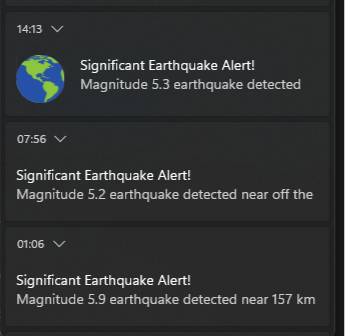 14:13
Significant Earthquake Alert!
Magnitude 5.3 earthquake detected
07:56
Significant Earthquake Alert!
Magnitude 5.2 earthquake detected near off the
01:06
Significant Earthquake Alert!
Magnitude 5.9 earthquake detected near 157 km